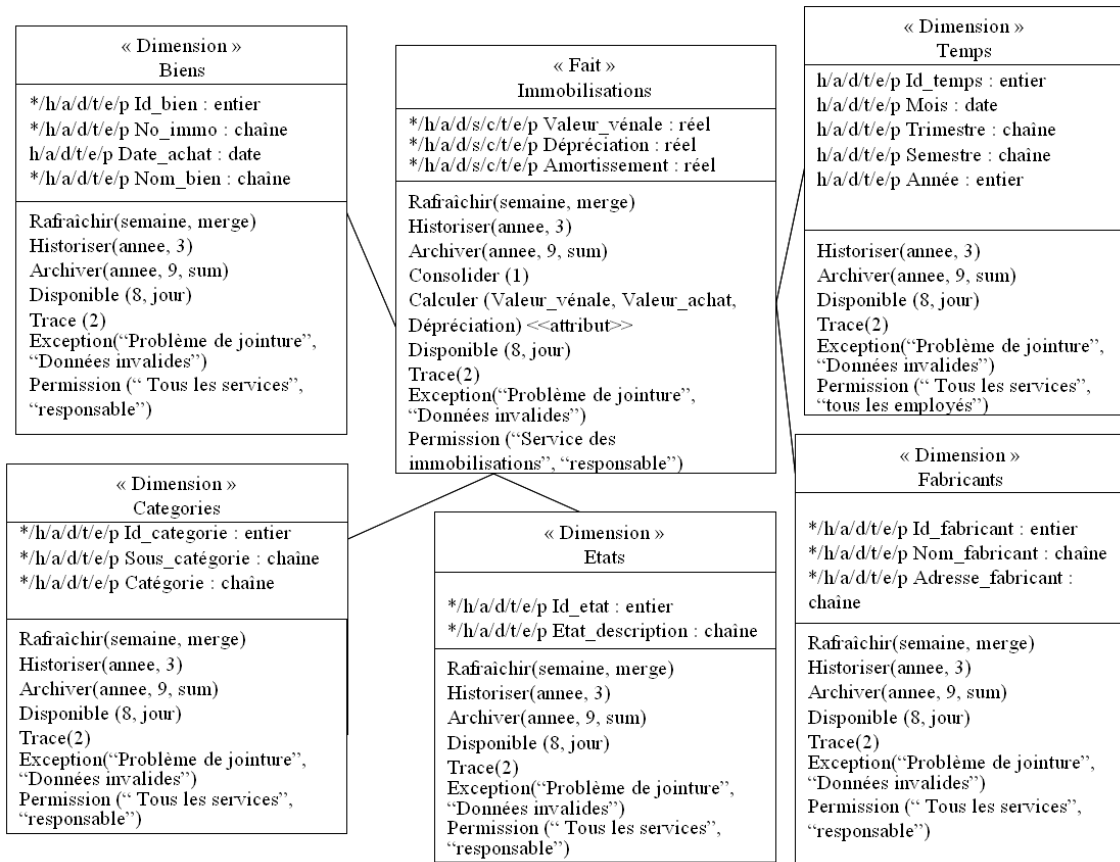 « Dimension »
Biens
*/h/a/d/t/e/p Id_bien : entier
*/h/a/d/t/e/p No_immo : chaîne
h/a/d/t/e/p Date_achat : date
*/h/a/d/t/e/p Nom_bien : chaîne
Rafraîchir(semaine, merge)
Historiser(annee, 3)
Archiver(annee, 9, sum)
Disponible (8, jour)
Trace (2)
Exception(“Problème de jointure”,
“Données invalides”)
Permission (“ Tous les services”,
“responsable”)
« Fait »
Immobilisations
*/h/a/d/s/c/t/e/p Valeur_vénale : réel
*/h/a/d/s/c/t/e/p Dépréciation : réel
*/h/a/d/s/c/t/e/p Amortissement : réel
Rafraîchir(semaine, merge)
Historiser(annee, 3)
Archiver(annee, 9, sum)
Consolider (1)
Calculer (Valeur_vénale, Valeur_achat,
Dépréciation) <<attribut>>
Disponible (8, jour)
Trace(2)
Exception(“Problème de jointure”,
“Données invalides”)
Permission (“Service des
immobilisations”, “responsable”)
« Dimension »
Temps
h/a/d/t/e/p Id_temps : entier
h/a/d/t/e/p Mois : date
h/a/d/t/e/p Trimestre : chaîne
h/a/d/t/e/p Semestre : chaîne
h/a/d/t/e/p Année : entier
Historiser(annee, 3)
Archiver(annee, 9, sum)
Disponible (8, jour)
Trace(2)
Exception(“Problème de jointure”,
“Données invalides”)
Permission (“ Tous les services”,
“tous les employés”)
« Dimension »
Categories
*/h/a/d/t/e/p Id_categorie : entier
*/h/a/d/t/e/p Sous_catégorie : chaîne
*/h/a/d/t/e/p Catégorie : chaîne
Rafraîchir(semaine, merge)
Historiser(annee, 3)
Archiver(annee, 9, sum)
Disponible (8, jour)
Trace(2)
Exception(“Problème de jointure”,
“Données invalides”)
Permission (“ Tous les services”,
“responsable”)
« Dimension »
Etats
*/h/a/d/t/e/p Id_etat : entier
*/h/a/d/t/e/p Etat_description : chaîne
Rafraîchir(semaine, merge)
Historiser(annee, 3)
Archiver(annee, 9, sum)
Disponible (8, jour)
Trace(2)
Exception(“Problème de jointure”,
“Données invalides”)
Permission (“ Tous les services”,
“responsable”)
« Dimension »
Fabricants
*/h/a/d/t/e/p Id_fabricant : entier
*/h/a/d/t/e/p Nom_fabricant : chaîne
*/h/a/d/t/e/p Adresse_fabricant :
chaîne
Rafraîchir(semaine, merge)
Historiser(annee, 3)
Archiver(annee, 9, sum)
Disponible (8, jour)
Trace(2)
Exception(“Problème de jointure”,
“Données invalides”)
Permission (“ Tous les services”,
“responsable”)